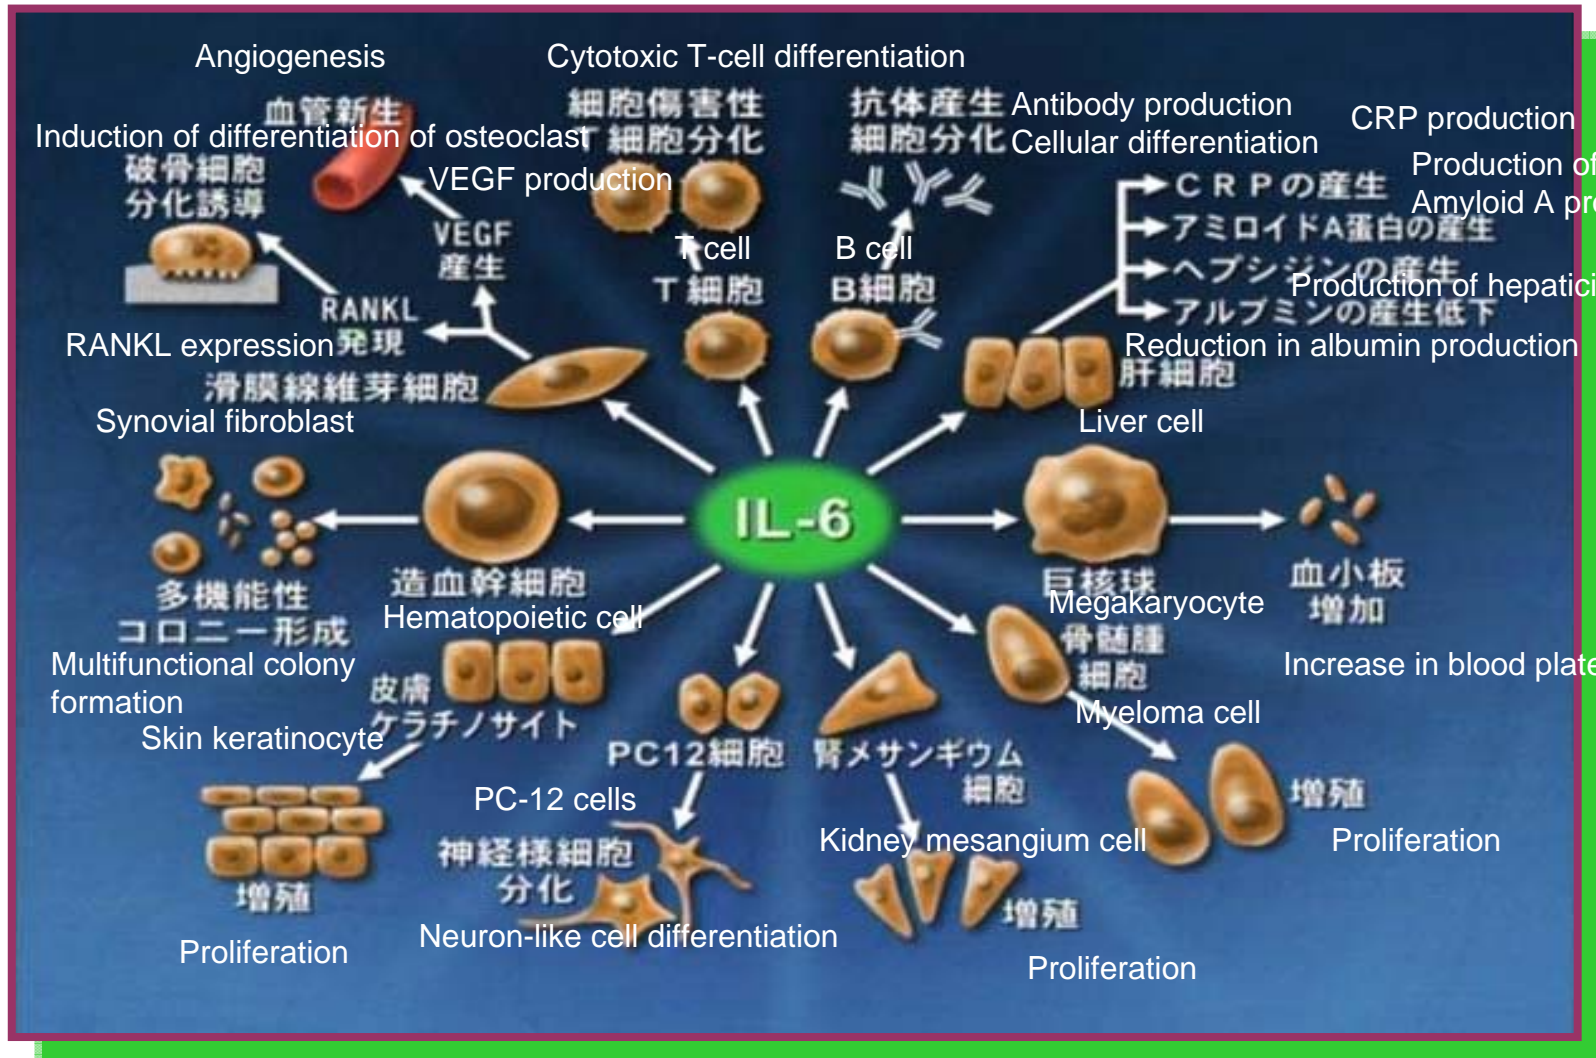 Angiogenesis
血管新生
Induction of differentiation of osteoclast
破骨細胞
分化誘導
VEGF production
VEGF
産生
RANKL
発現
RANKL expression
滑膜線維芽細胞
Synovial fibroblast
Cytotoxic T-cell differentiation
細胞傷害性
T細胞分化
T cell
T細胞
抗体産生
細胞分化
Antibody production
Cellular differentiation
B cell
B細胞
CRP production
CRPの産生
Production of
Amyloid A pro
アミロイドA蛋白の産生
ヘプシジンの産生
Production of hepatici
アルブミンの産生低下
Reduction in albumin production
肝細胞
Liver cell
IL-6
造血幹細胞
Hematopoietic cell
多機能性
コロニー形成
Multifunctional colony
formation
巨核球
Megakaryocyte
血小板
増加
Increase in blood plate
皮膚
ケラチノサイト
Skin keratinocyte
増殖
Proliferation
PC12細胞
PC-12 cells
神経様細胞
分化
Neuron-like cell differentiation
腎メサンギウム
細胞
Kidney mesangium cell
増殖
Proliferation
骨髄腫
細胞
Myeloma cell
増殖
Proliferation